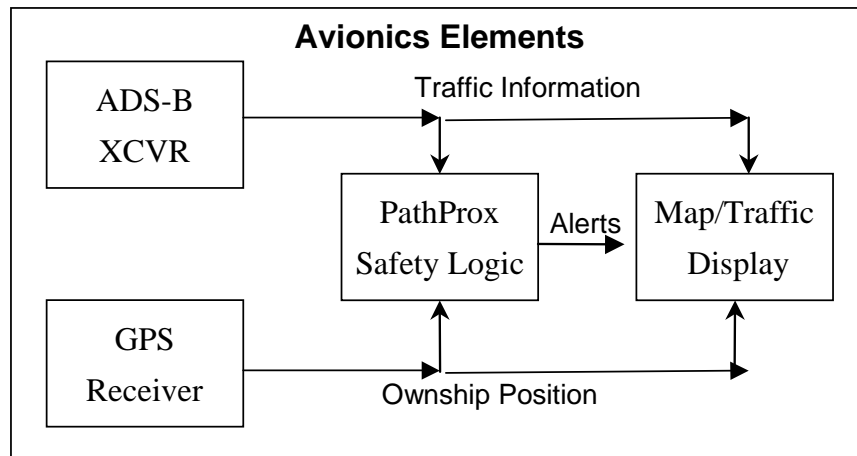 Avionics Elements
ADS-B
XCVR
Traffic Information
PathProx
Safety Logic
Alerts
Map/Traffic
Display
GPS
Receiver
Ownship Position